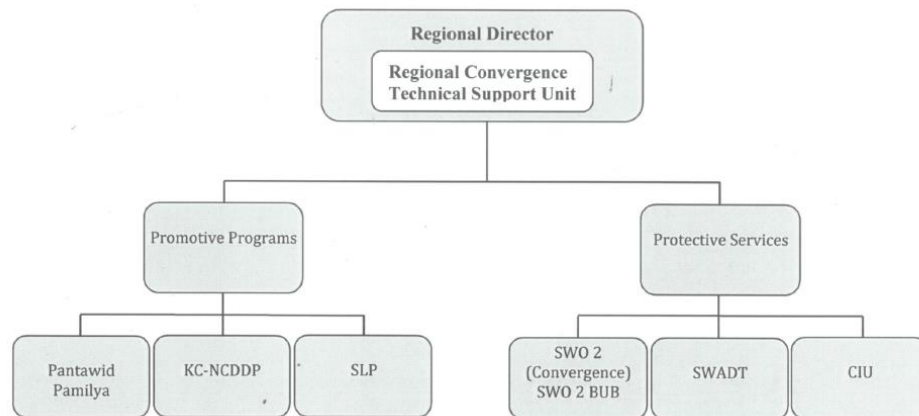 Regional Director
Regional Convergence
Technical Support Unit
Promotive Programs
Protective Services
Pantawid
Pamilya
KC-NCDDP
SLP
SWO 2
(Convergence)
SWO 2 BUB
SWADT
CIU